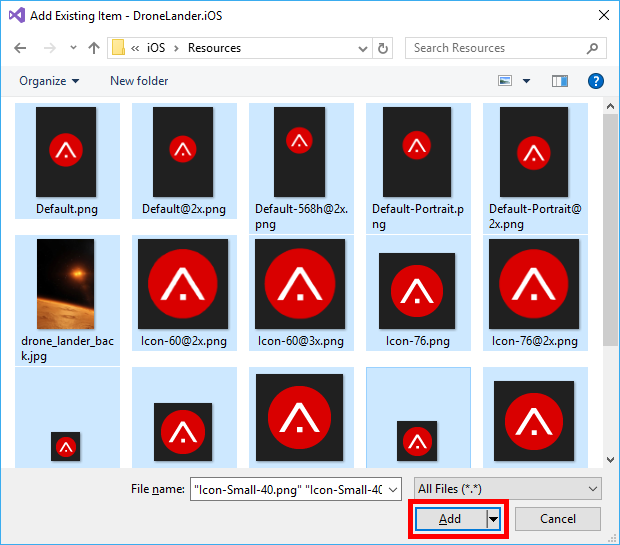 Add Existing Item - DroneLander.iOS
« iOS > Resources
Search Resources
Organize
New folder
?
Default.png
Default@2x.png
Default-568h@2x.
png
Default-Portrait.p
ng
Default-Portrait@
2x.png
drone_lander_bac
k.jpg
Icon-60@2x.png
Icon-60@3x.png
Icon-76.png
Icon-76@2x.png
File name:
"Icon-Small-40.png" "Icon-Small-40
All Files (*.*)
Add
Cancel